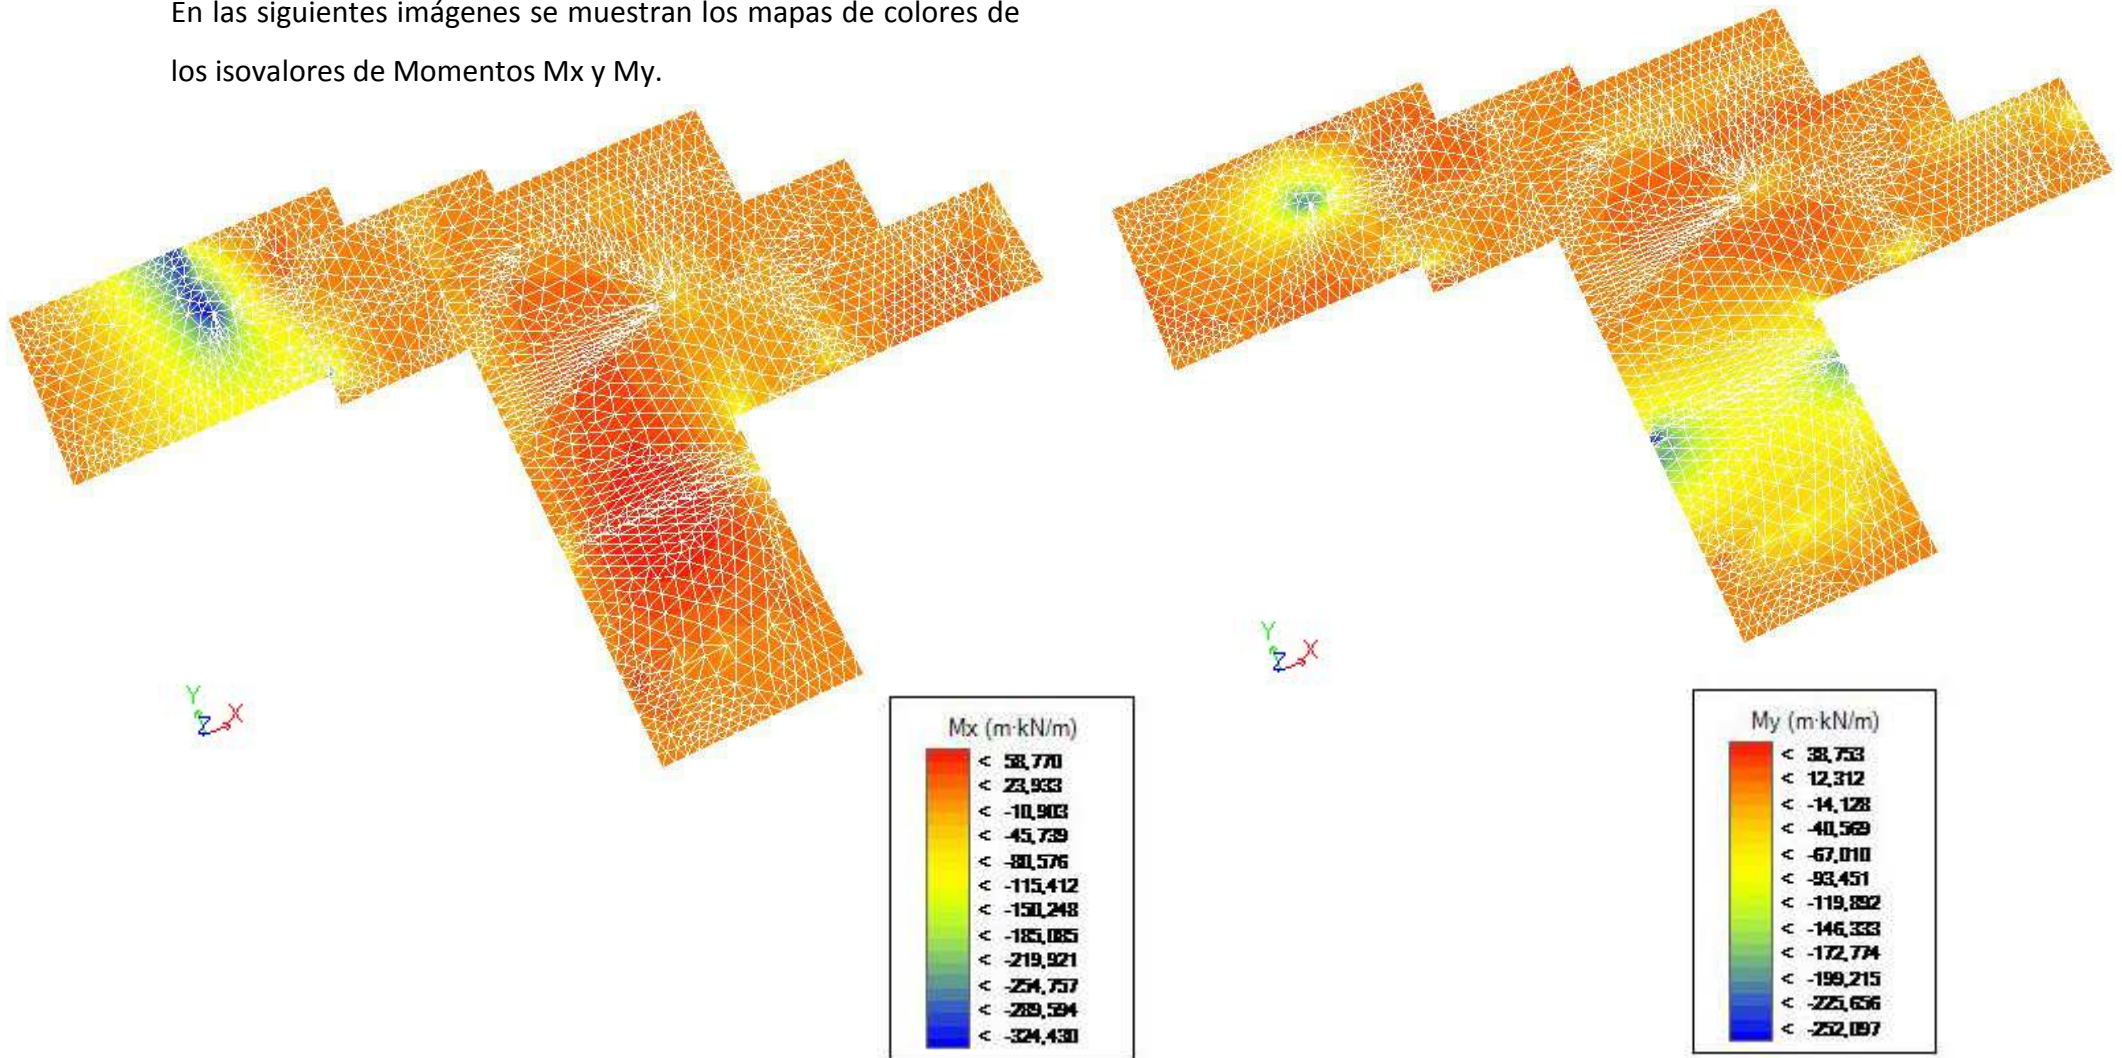 En las siguientes imágenes se muestran los mapas de colores de
los isovalores de Momentos Mx y My.
Y
Z
X
Mx (m·kN/m)
< 58,770
< 23,933
< -10,903
< -45,739
< -80,576
< -115,412
< -150,248
< -185,085
< -219,921
< -254,757
< -289,594
< -324,430
Y
Z
X
My (m·kN/m)
< 38,753
< 12,312
< -14,128
< -40,569
< -67,010
< -93,451
< -119,892
< -146,333
< -172,774
< -199,215
< -225,656
< -252,097